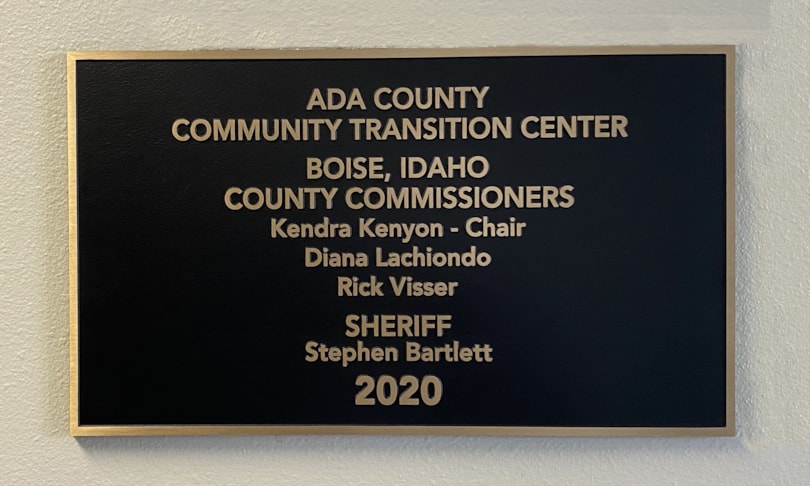 ADA COUNTY
COMMUNITY TRANSITION CENTER
BOISE, IDAHO
COUNTY COMMISSIONERS
Kendra Kenyon - Chair
Diana Lachiondo
Rick Visser
SHERIFF
Stephen Bartlett
2020